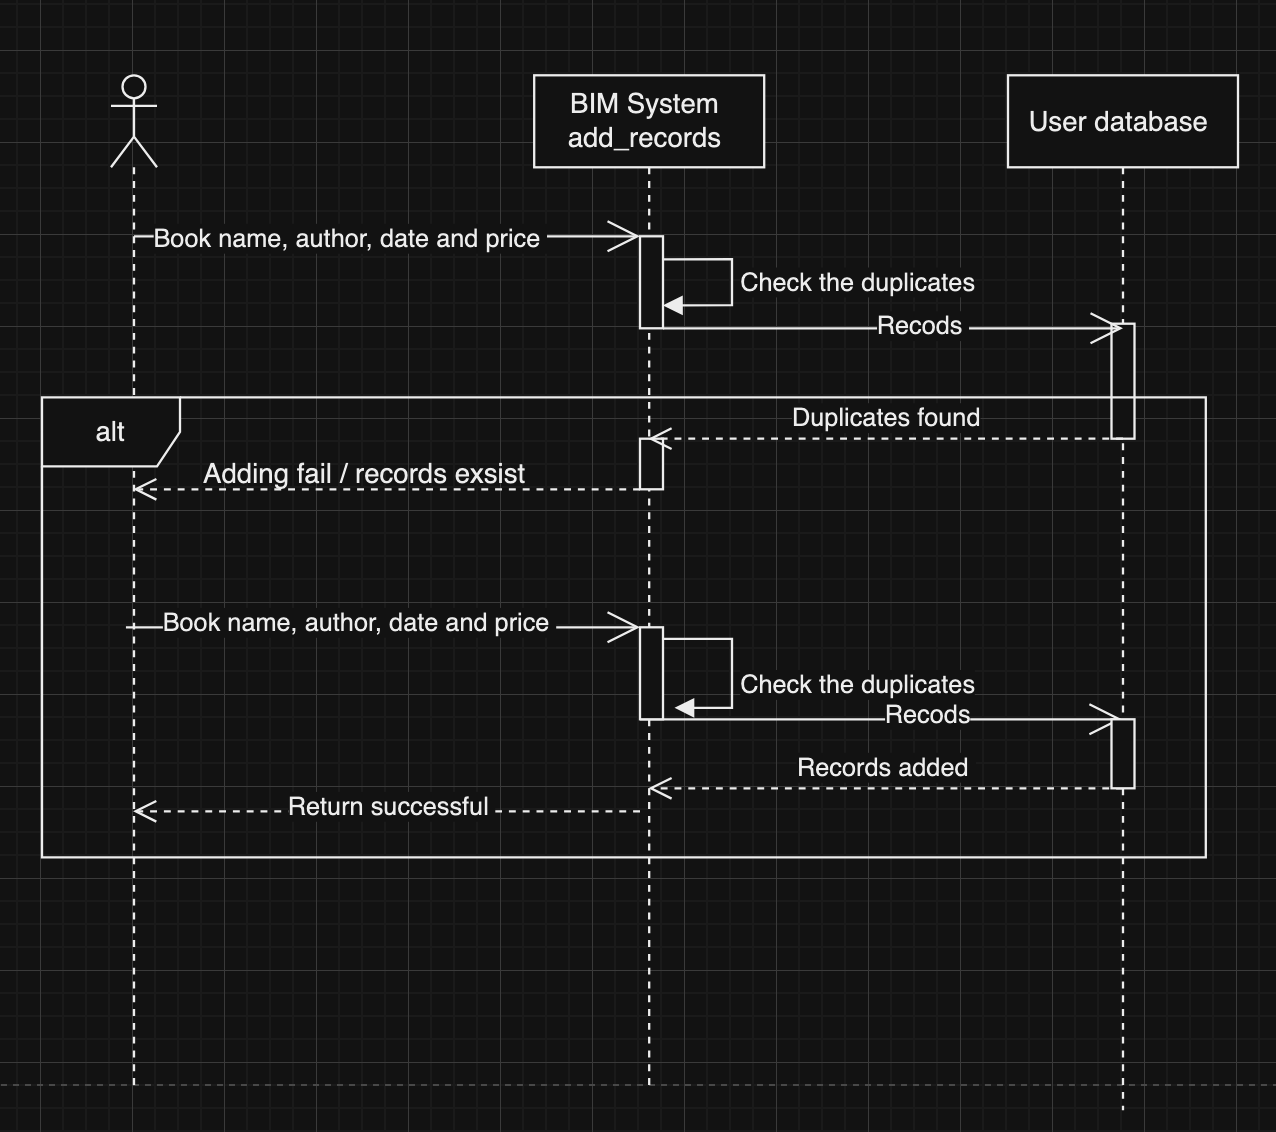 BIM System
add_records
User database
Book name, author, date and price
Check the duplicates
Recods
alt
Duplicates found
Adding fail / records exsist
Book name, author, date and price
Check the duplicates
Recods
Records added
Return successful